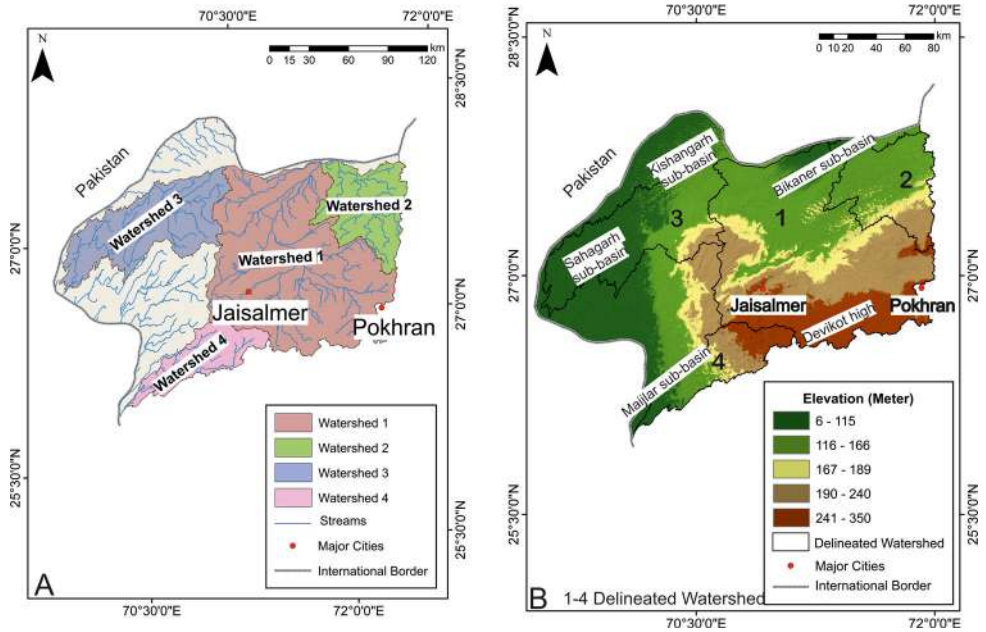 70°30'0"E
72°0'0"E
N
km
0 15 30 60 90 120
28°30'0"N
27°0'0"N
27°0'0"N
25°30'0"N
25°30'0"N
Pakistan
Watershed 3
Watershed 2
Watershed 1
Jaisalmer
Pokhran
Watershed 4
Watershed 1
Watershed 2
Watershed 3
Watershed 4
Streams
Major Cities
International Border
A
70°30'0"E
72°0'0"E
70°30'0"E
72°0'0"E
N
km
0 10 20 40 60 80
28°30'0"N
28°30'0"N
27°0'0"N
27°0'0"N
25°30'0"N
25°30'0"N
Pakistan
Kishangarh
sub-basin
Bikaner sub-basin
2
3
1
Sahagarh
sub-basin
Jaisalmer
Pokhran
Devikot high
4
Maijlar sub-basin
Elevation (Meter)
6 - 115
116 - 166
167 - 189
190 - 240
241 - 350
Delineated Watershed
Major Cities
International Border
B 1-4 Delineated Watershed
70°30'0"E
72°0'0"E